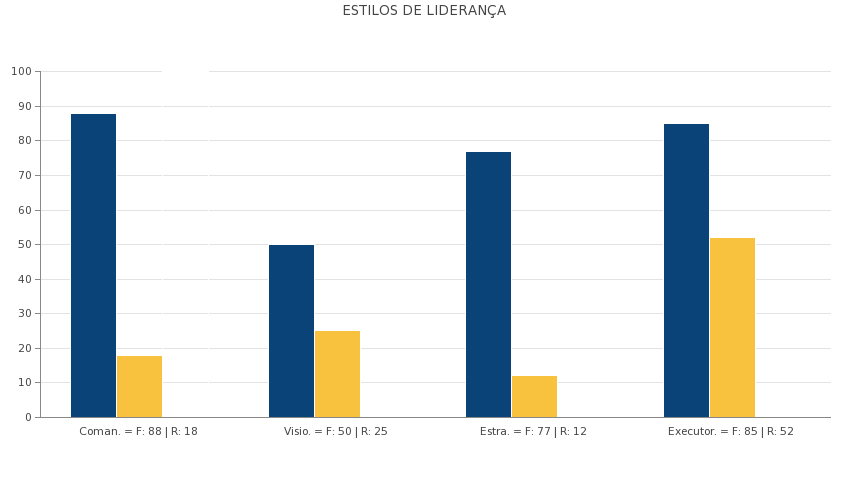 ESTILOS DE LIDERANÇA
100
90
80
70
60
50
40
30
20
10
0
Coman. = F: 88 | R: 18
Visio. = F: 50 | R: 25
Estra. = F: 77 | R: 12
Executor. = F: 85 | R: 52